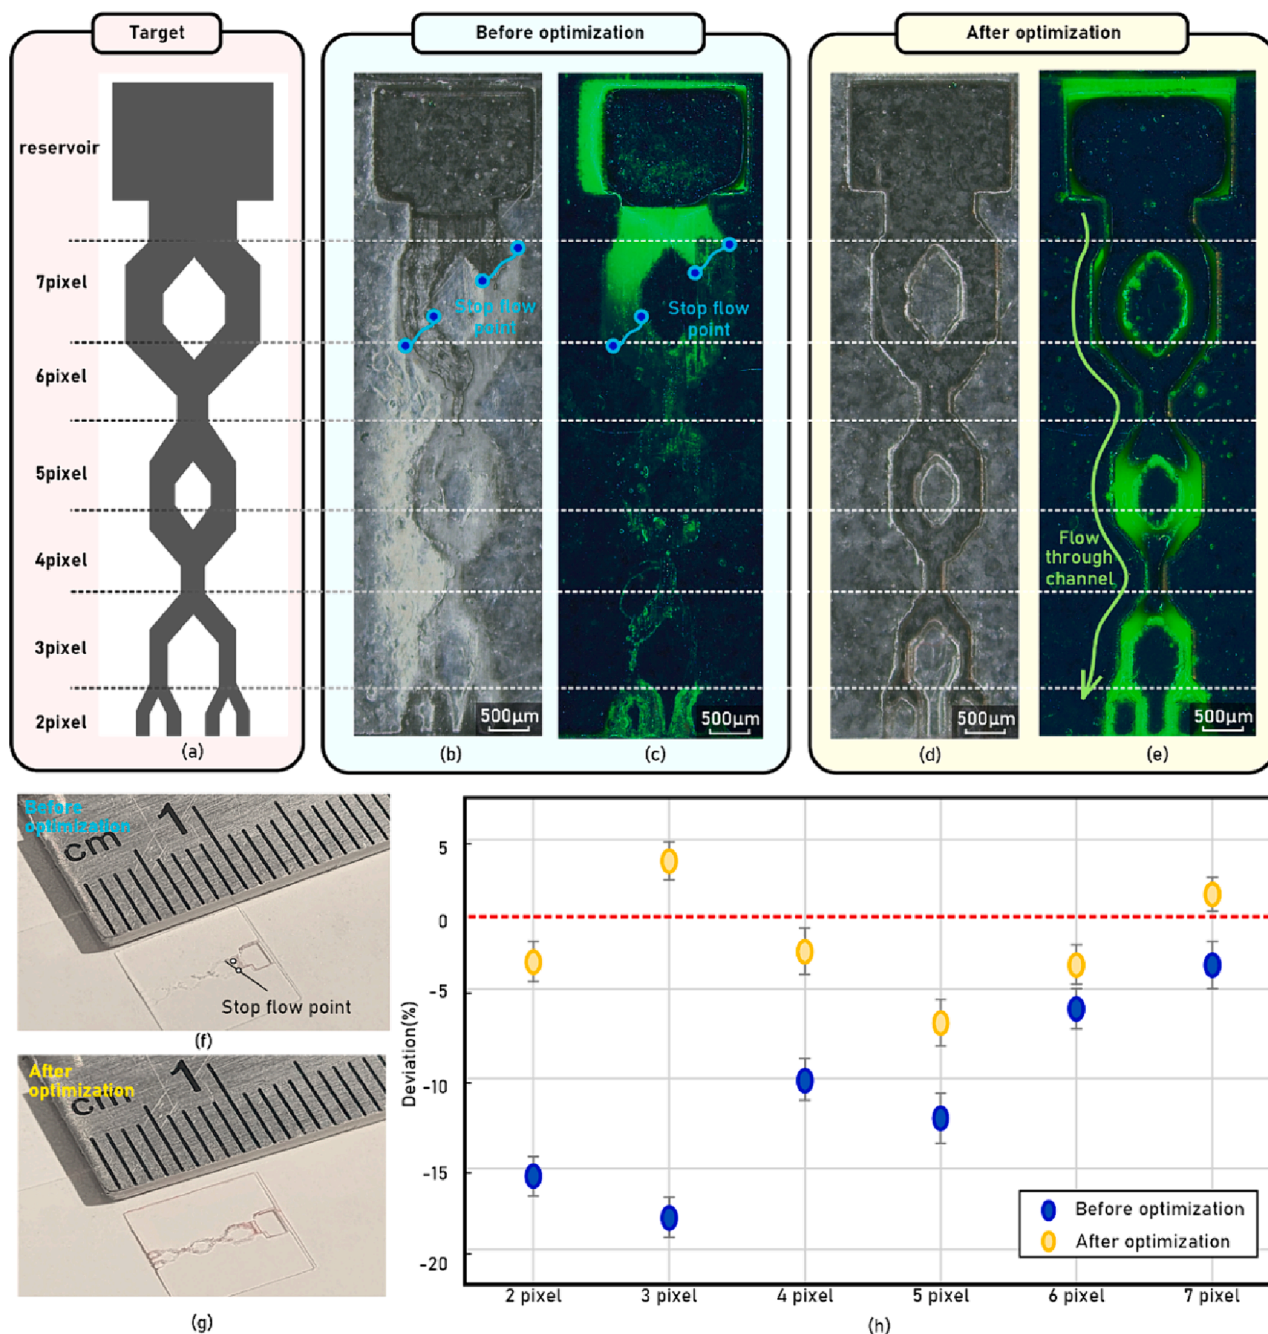 Target
Before optimization
After optimization
reservoir
7pixel
6pixel
5pixel
4pixel
3pixel
2pixel
Stop flow
point
Stop flow
point
Flow
through
channel
500μm
500μm
500μm
500μm
(a)
(b)
(c)
(d)
(e)
Before
optimization
cm
1
Stop flow point
(f)
After
optimization
cm
1
(g)
Deviation(%)
5
0
-5
-10
-15
-20
Before optimization
After optimization
2 pixel
3 pixel
4 pixel
5 pixel
6 pixel
7 pixel
(h)